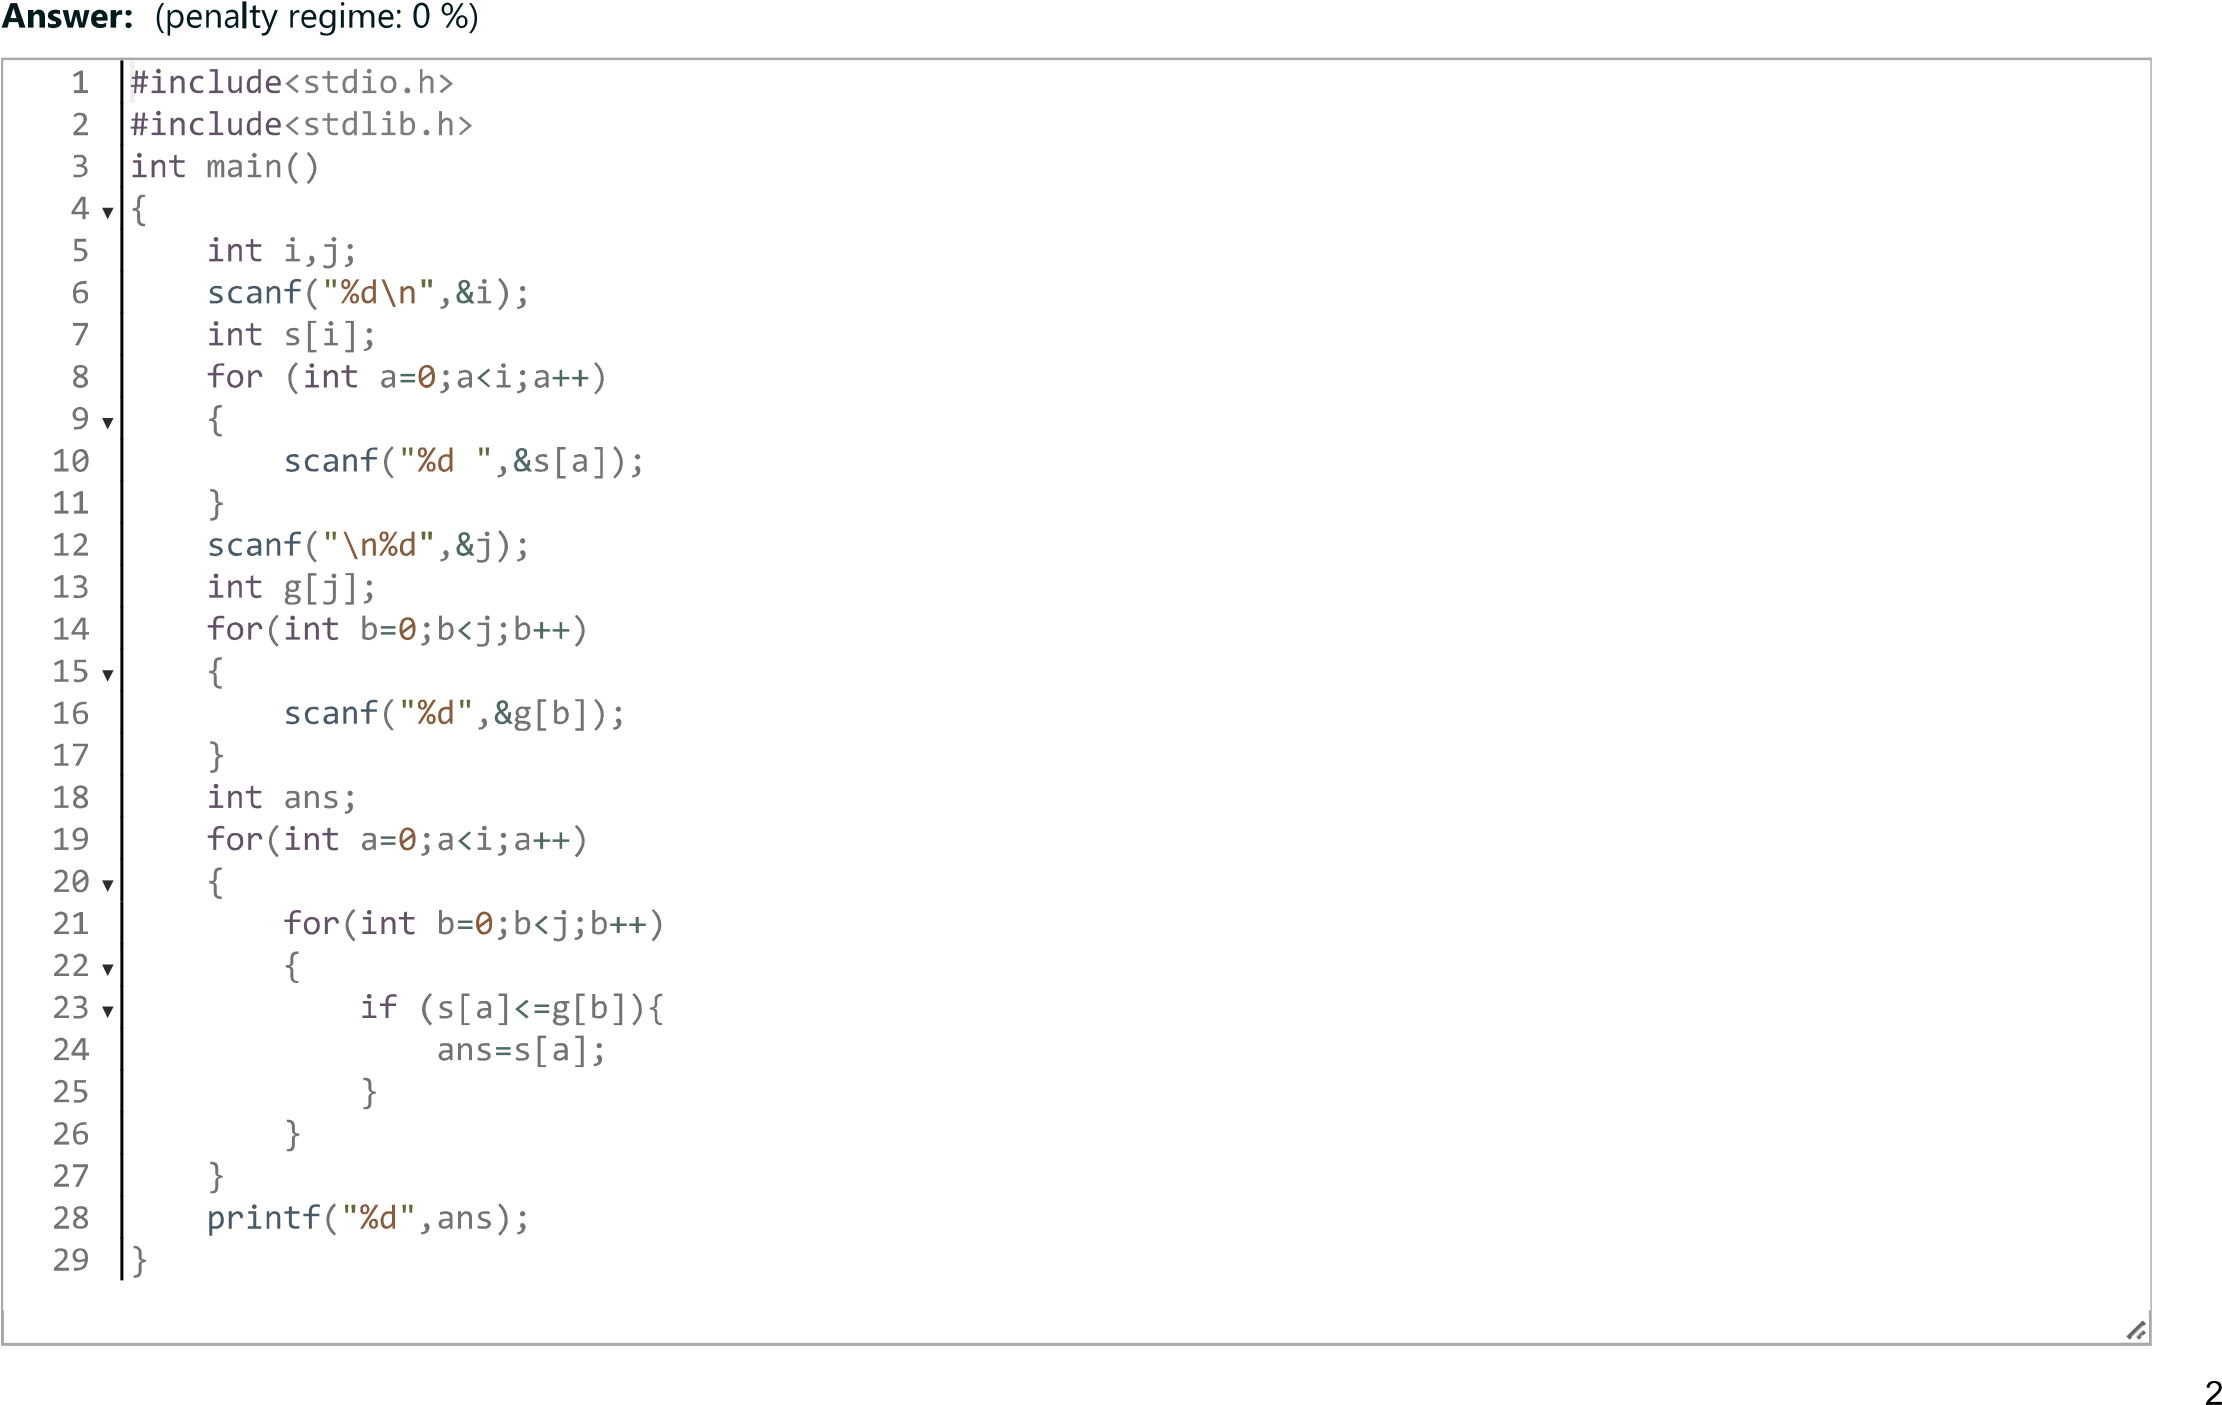 Answer: (penalty regime: 0 %)
1 #include<stdio.h>
2 #include<stdlib.h>
3 int main()
4 {
5     int i,j;
6     scanf("%d\n",&i);
7     int s[i];
8     for (int a=0;a<i;a++)
9     {
10         scanf("%d ",&s[a]);
11     }
12     scanf("\n%d",&j);
13     int g[j];
14     for(int b=0;b<j;b++)
15     {
16         scanf("%d",&g[b]);
17     }
18     int ans;
19     for(int a=0;a<i;a++)
20     {
21         for(int b=0;b<j;b++)
22         {
23             if (s[a]<=g[b]){
24                 ans=s[a];
25             }
26         }
27     }
28     printf("%d",ans);
29 }
2